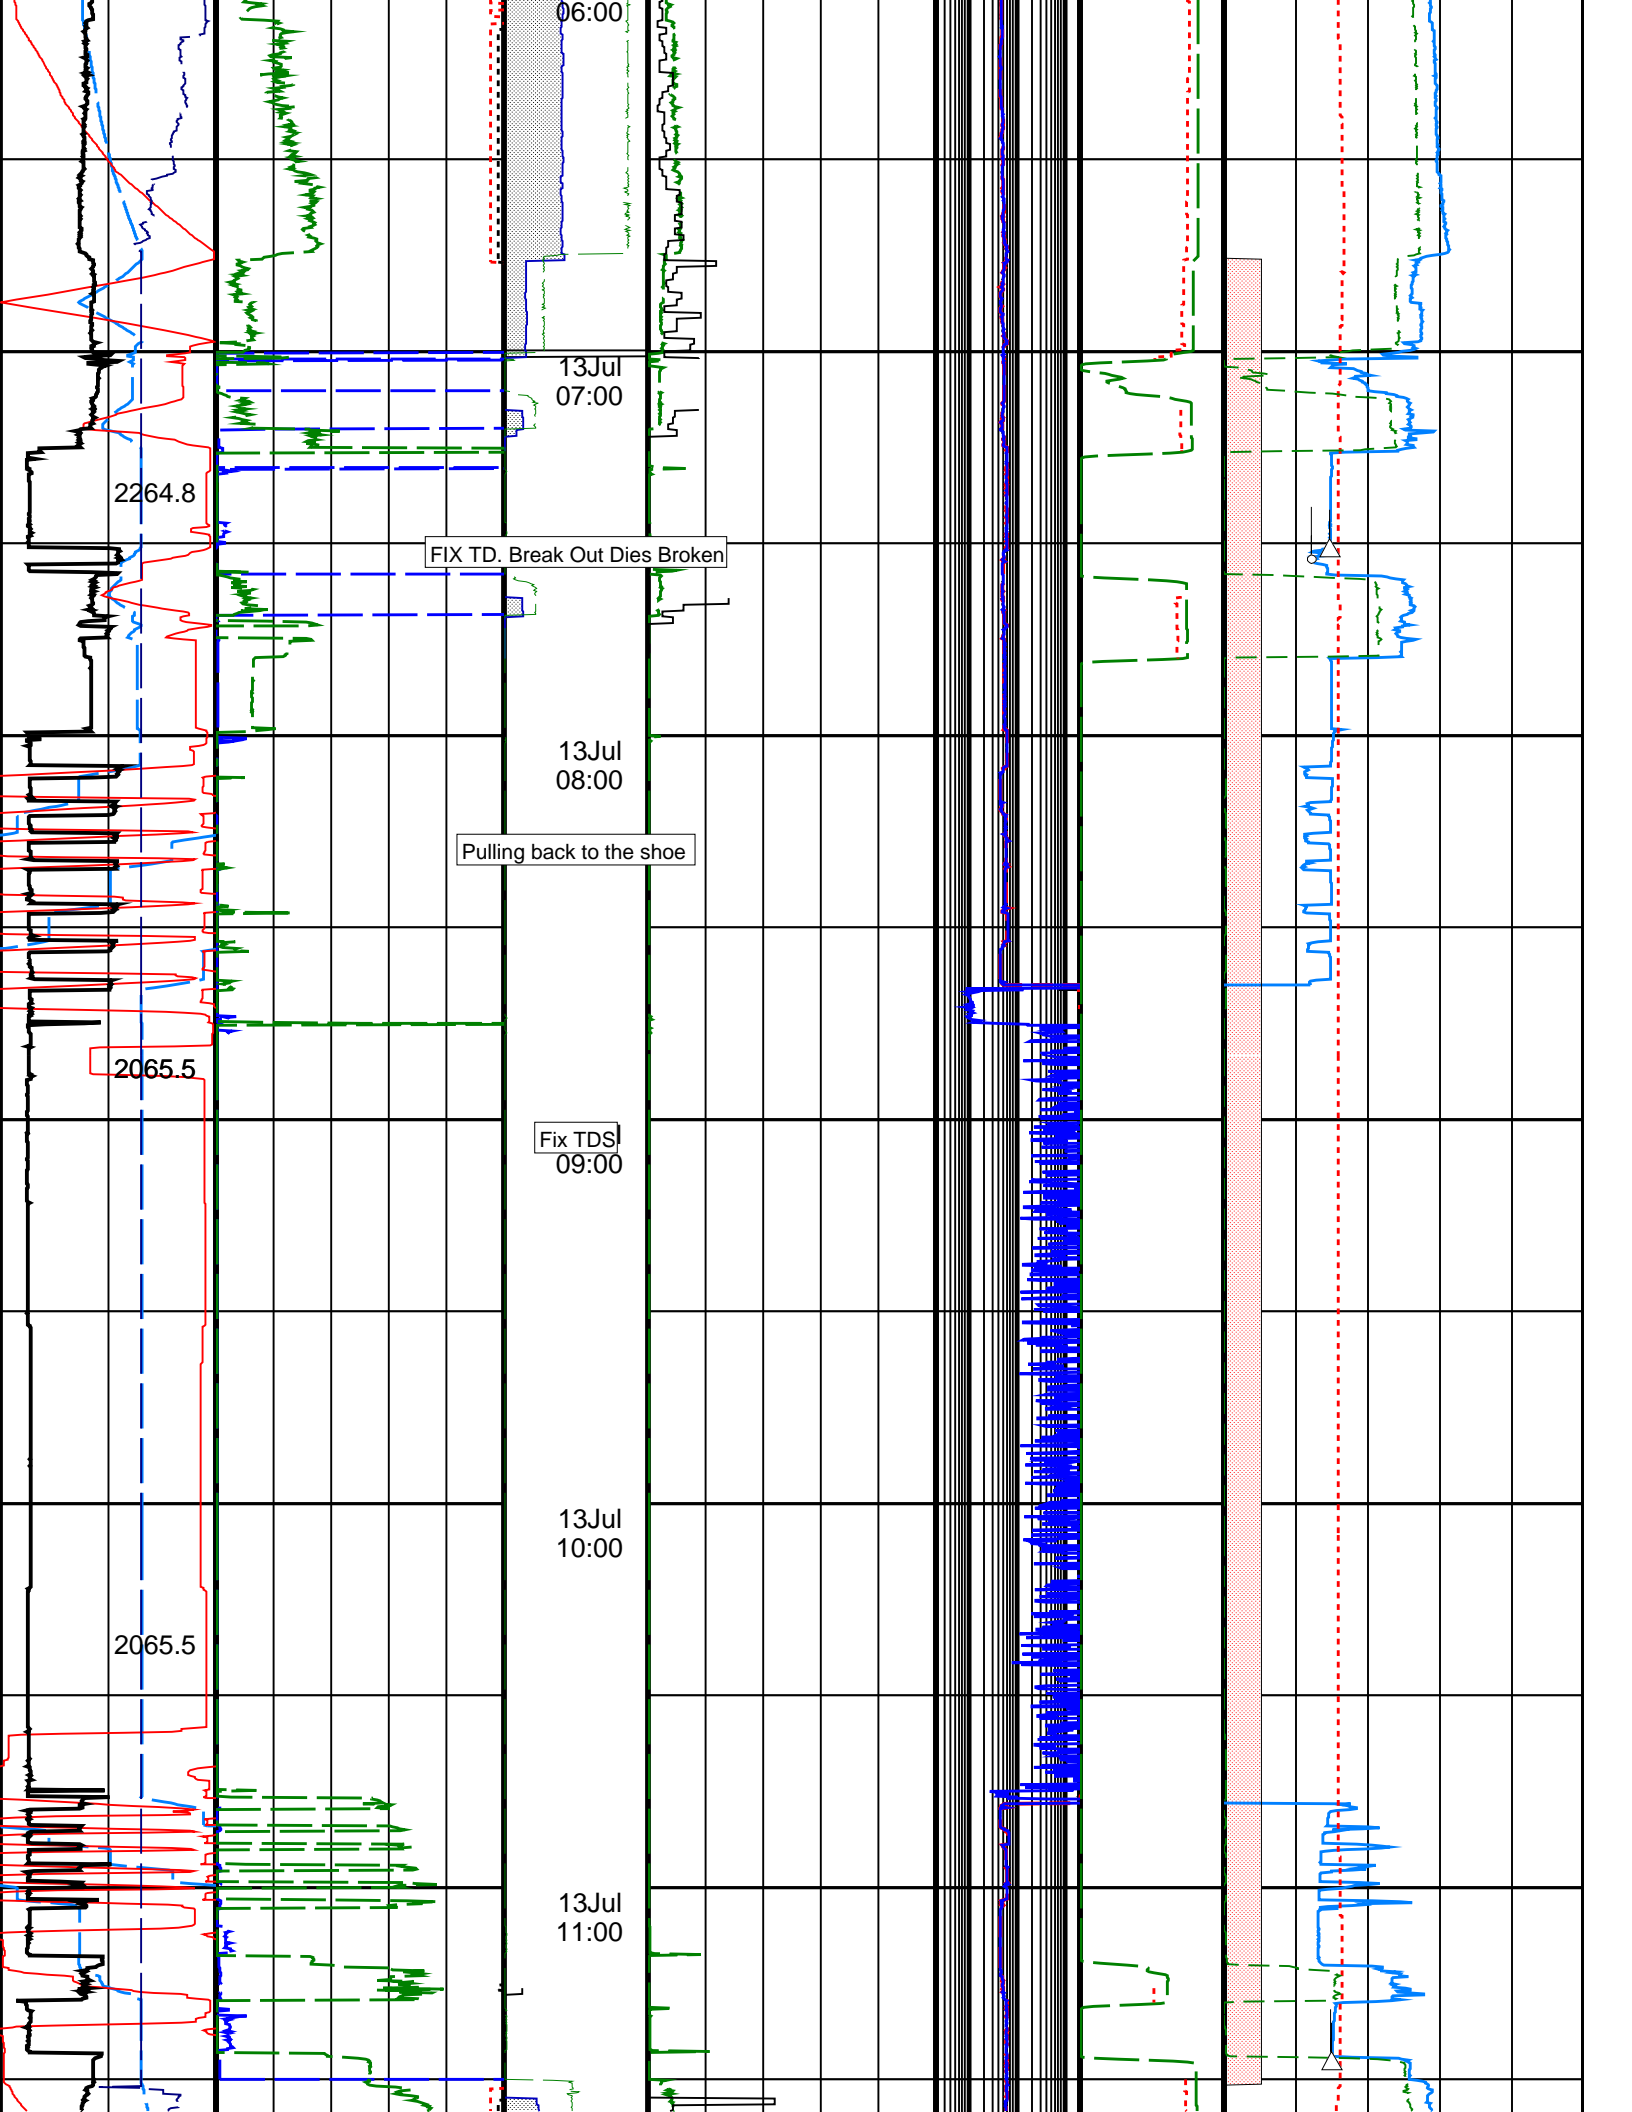 06:00
13Jul
07:00
2264.8
FIX TD. Break Out Dies Broken
13Jul
08:00
Pulling back to the shoe
2065.5
Fix TDS
09:00
13Jul
10:00
2065.5
13Jul
11:00